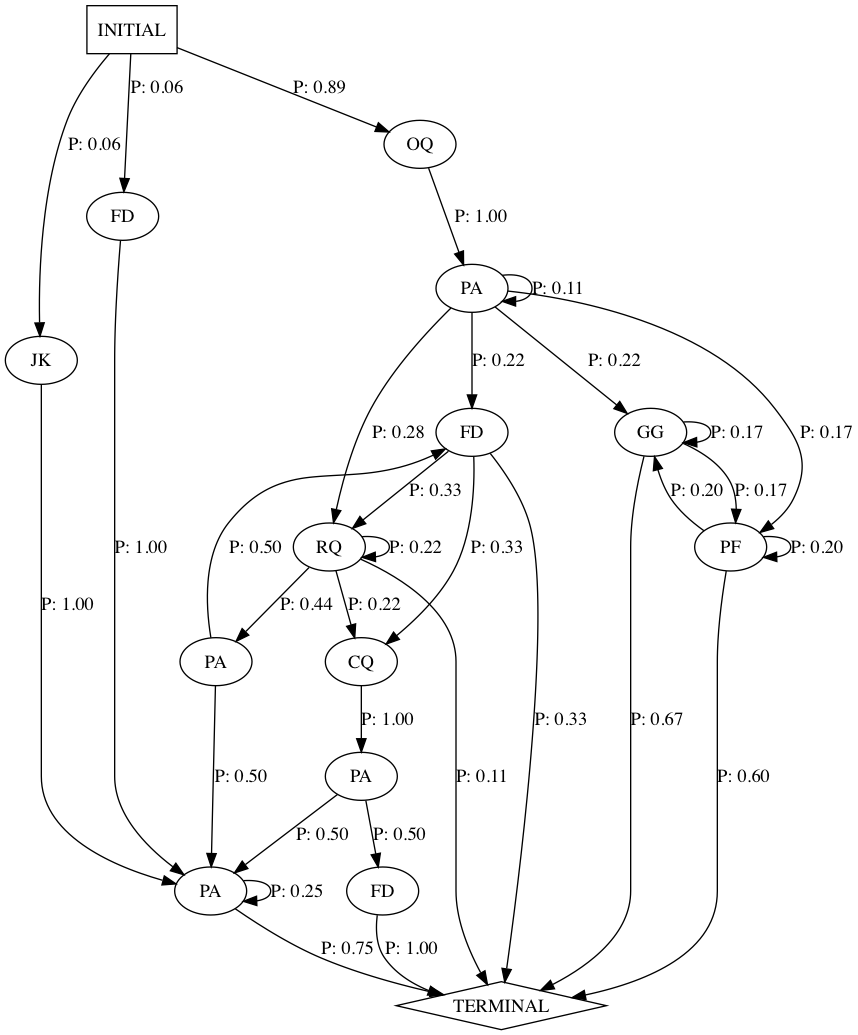 INITIAL
P: 0.06
P: 0.89
P: 0.06
OQ
FD
P: 1.00
PA
P: 0.11
JK
P: 0.22
P: 0.22
P: 0.28
FD
GG
P: 0.17
P: 0.17
P: 0.33
P: 0.20
P: 0.17
P: 1.00
P: 0.50
RQ
P: 0.22
P: 0.33
PF
P: 0.20
P: 1.00
P: 0.44
P: 0.22
PA
CQ
P: 1.00
P: 0.33
P: 0.67
P: 0.50
PA
P: 0.11
P: 0.60
P: 0.50
P: 0.50
PA
P: 0.25
FD
P: 0.75
P: 1.00
TERMINAL